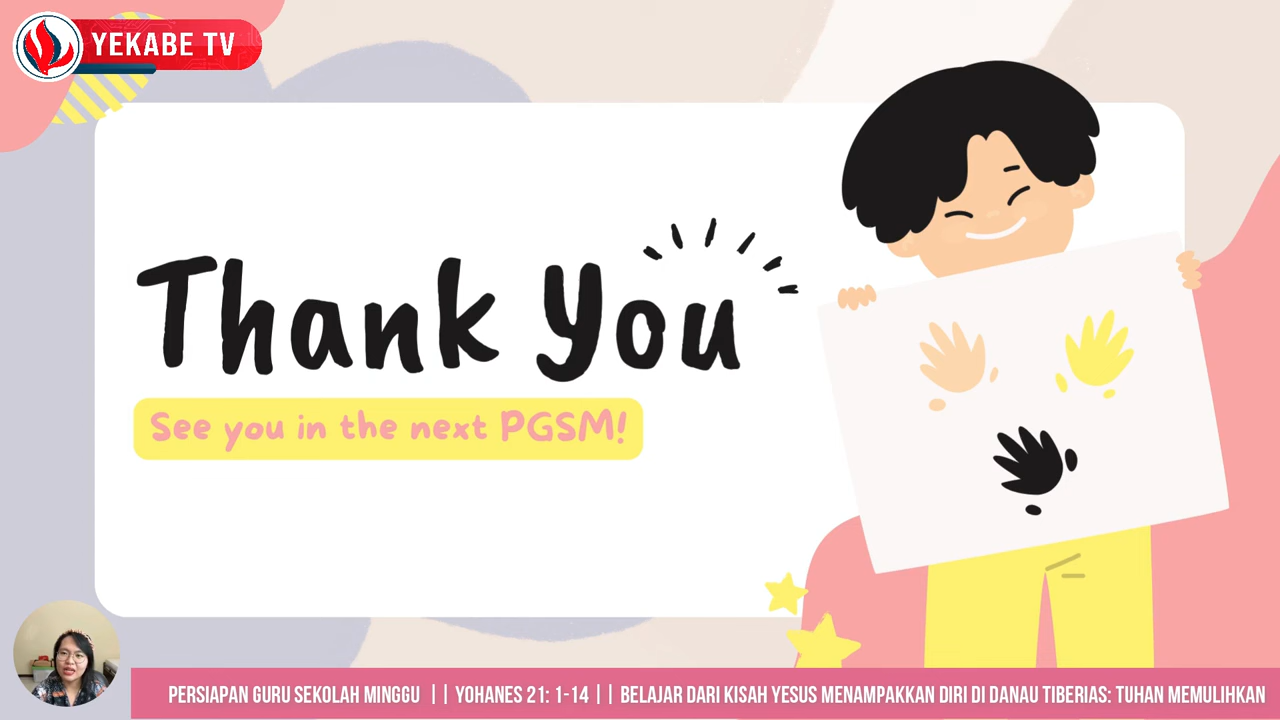 YEKABE TV
Thank You
See you in the next PGSM!
PERSIAPAN GURU SEKOLAH MINGGU || YOHANES 21: 1-14 || BELAJAR DARI KISAH YESUS MENAMPAKKAN DIRI DI DANAU TIBERIAS: TUHAN MEMULIHKAN